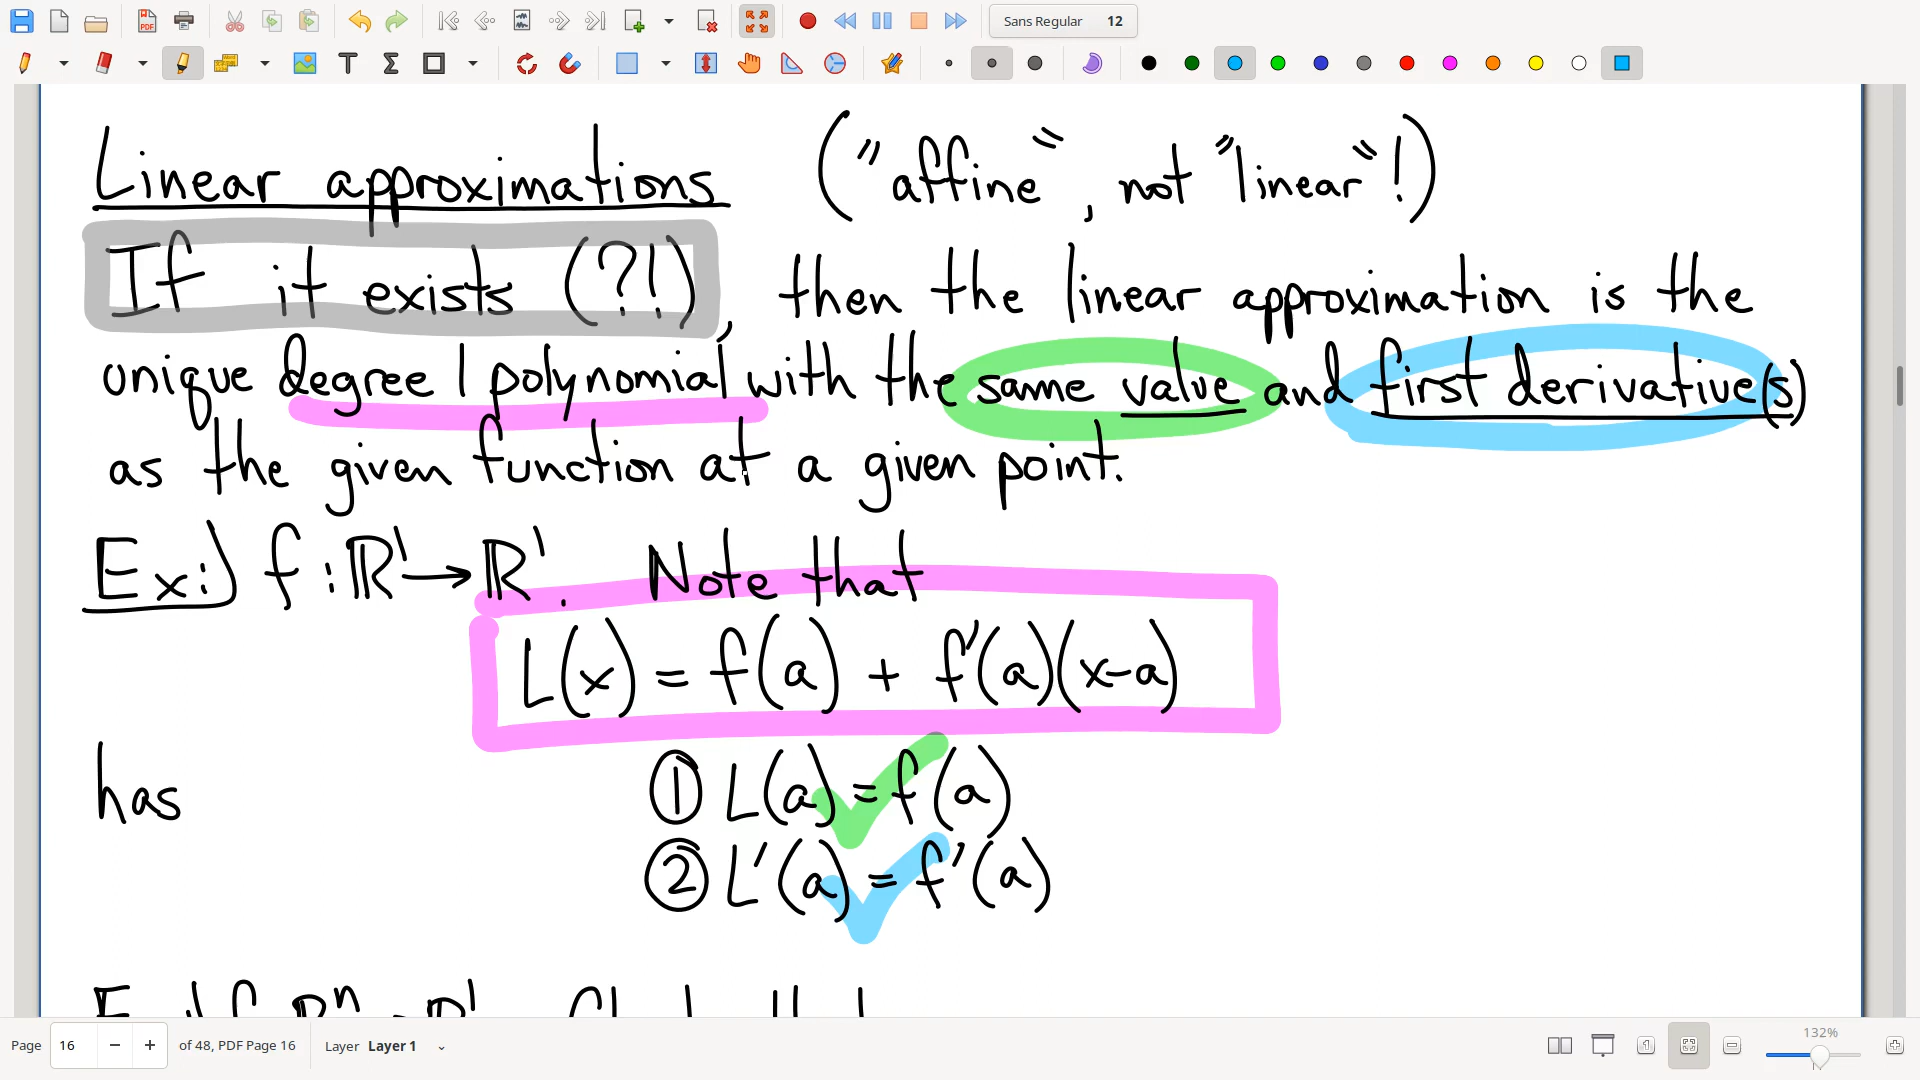 Sans Regular 12
Linear approximations ("affine", not "linear"!)
If it exists (?!), then the linear approximation is the
unique degree 1 polynomial with the same value and first derivative(s)
as the given function at a given point.
Ex:) f : ℝ¹ → ℝ¹. Note that
L(x) = f(a) + f'(a)(x-a)
has ① L(a) = f(a)
② L'(a) = f'(a)
Page 16 of 48, PDF Page 16 Layer Layer 1 132%